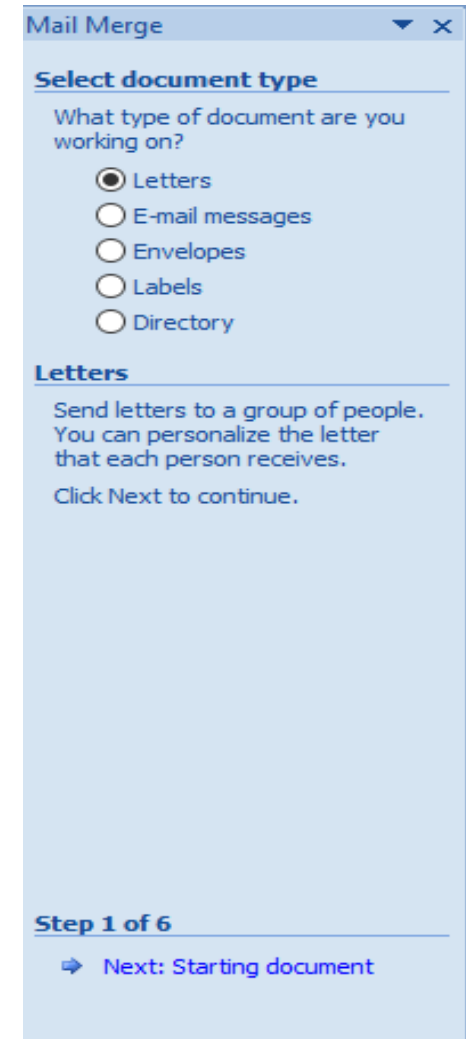 Mail Merge
Select document type
What type of document are you
working on?
Letters
E-mail messages
Envelopes
Labels
Directory
Letters
Send letters to a group of people.
You can personalize the letter
that each person receives.
Click Next to continue.
Step 1 of 6
Next: Starting document